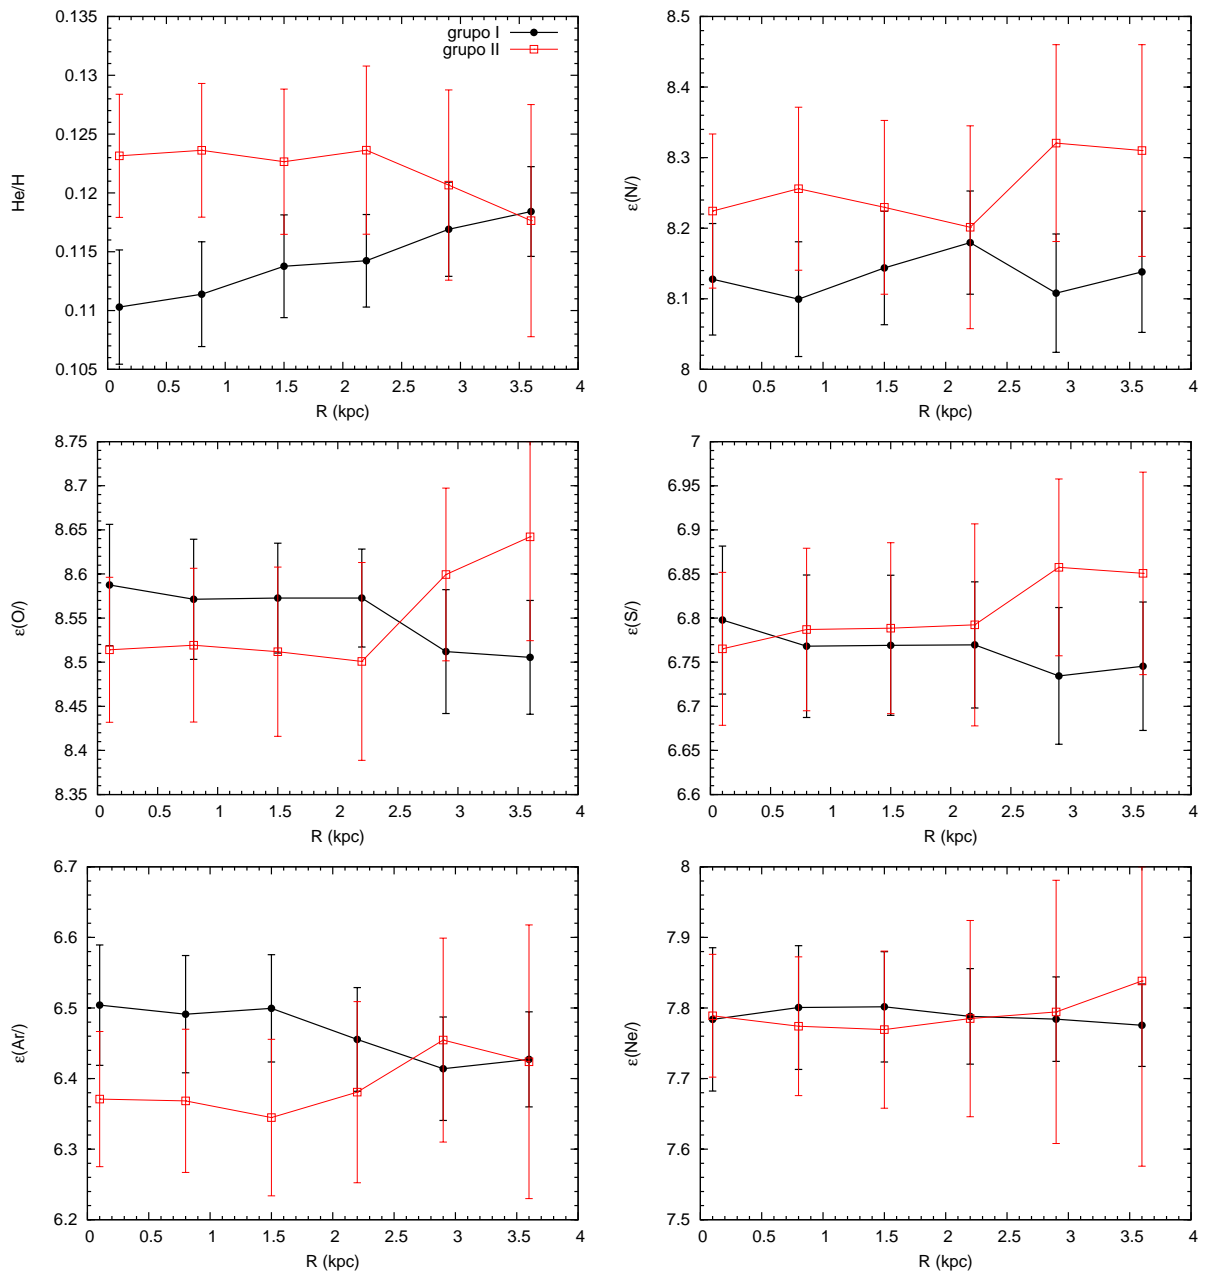 0.135
0.13
0.125
0.12
0.115
0.11
0.105
He/H
grupo I
grupo II
0 0.5 1 1.5 2 2.5 3 3.5 4
R (kpc)
8.5
8.4
8.3
8.2
8.1
8
ε(N/)
0 0.5 1 1.5 2 2.5 3 3.5 4
R (kpc)
8.75
8.7
8.65
8.6
8.55
8.5
8.45
8.4
8.35
ε(O/)
0 0.5 1 1.5 2 2.5 3 3.5 4
R (kpc)
7
6.95
6.9
6.85
6.8
6.75
6.7
6.65
6.6
ε(S/)
0 0.5 1 1.5 2 2.5 3 3.5 4
R (kpc)
6.7
6.6
6.5
6.4
6.3
6.2
ε(Ar/)
0 0.5 1 1.5 2 2.5 3 3.5 4
R (kpc)
8
7.9
7.8
7.7
7.6
7.5
ε(Ne/)
0 0.5 1 1.5 2 2.5 3 3.5 4
R (kpc)